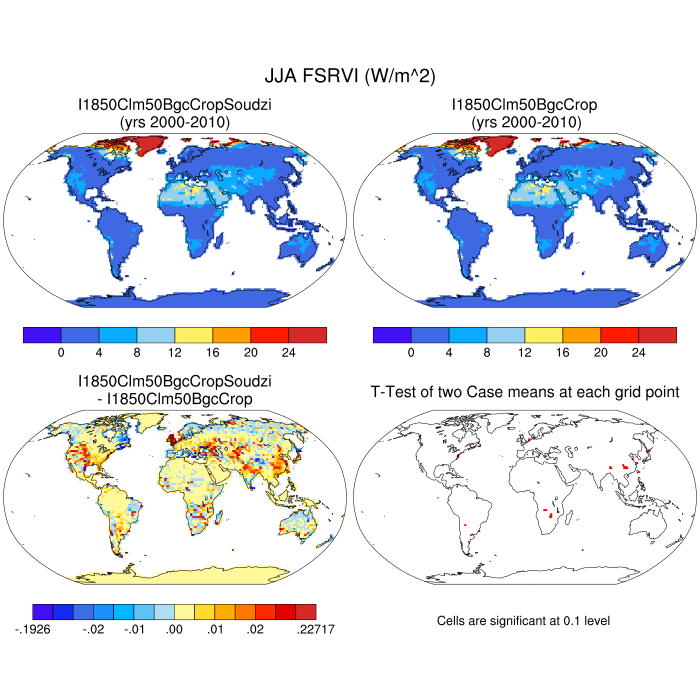 JJA FSRVI (W/m^2)
I1850Clm50BgcCropSoudzi
(yrs 2000-2010)
I1850Clm50BgcCrop
(yrs 2000-2010)
0 4 8 12 16 20 24
0 4 8 12 16 20 24
I1850Clm50BgcCropSoudzi
- I1850Clm50BgcCrop
T-Test of two Case means at each grid point
-.1926 -.02 -.01 .00 .01 .02 .22717
Cells are significant at 0.1 level